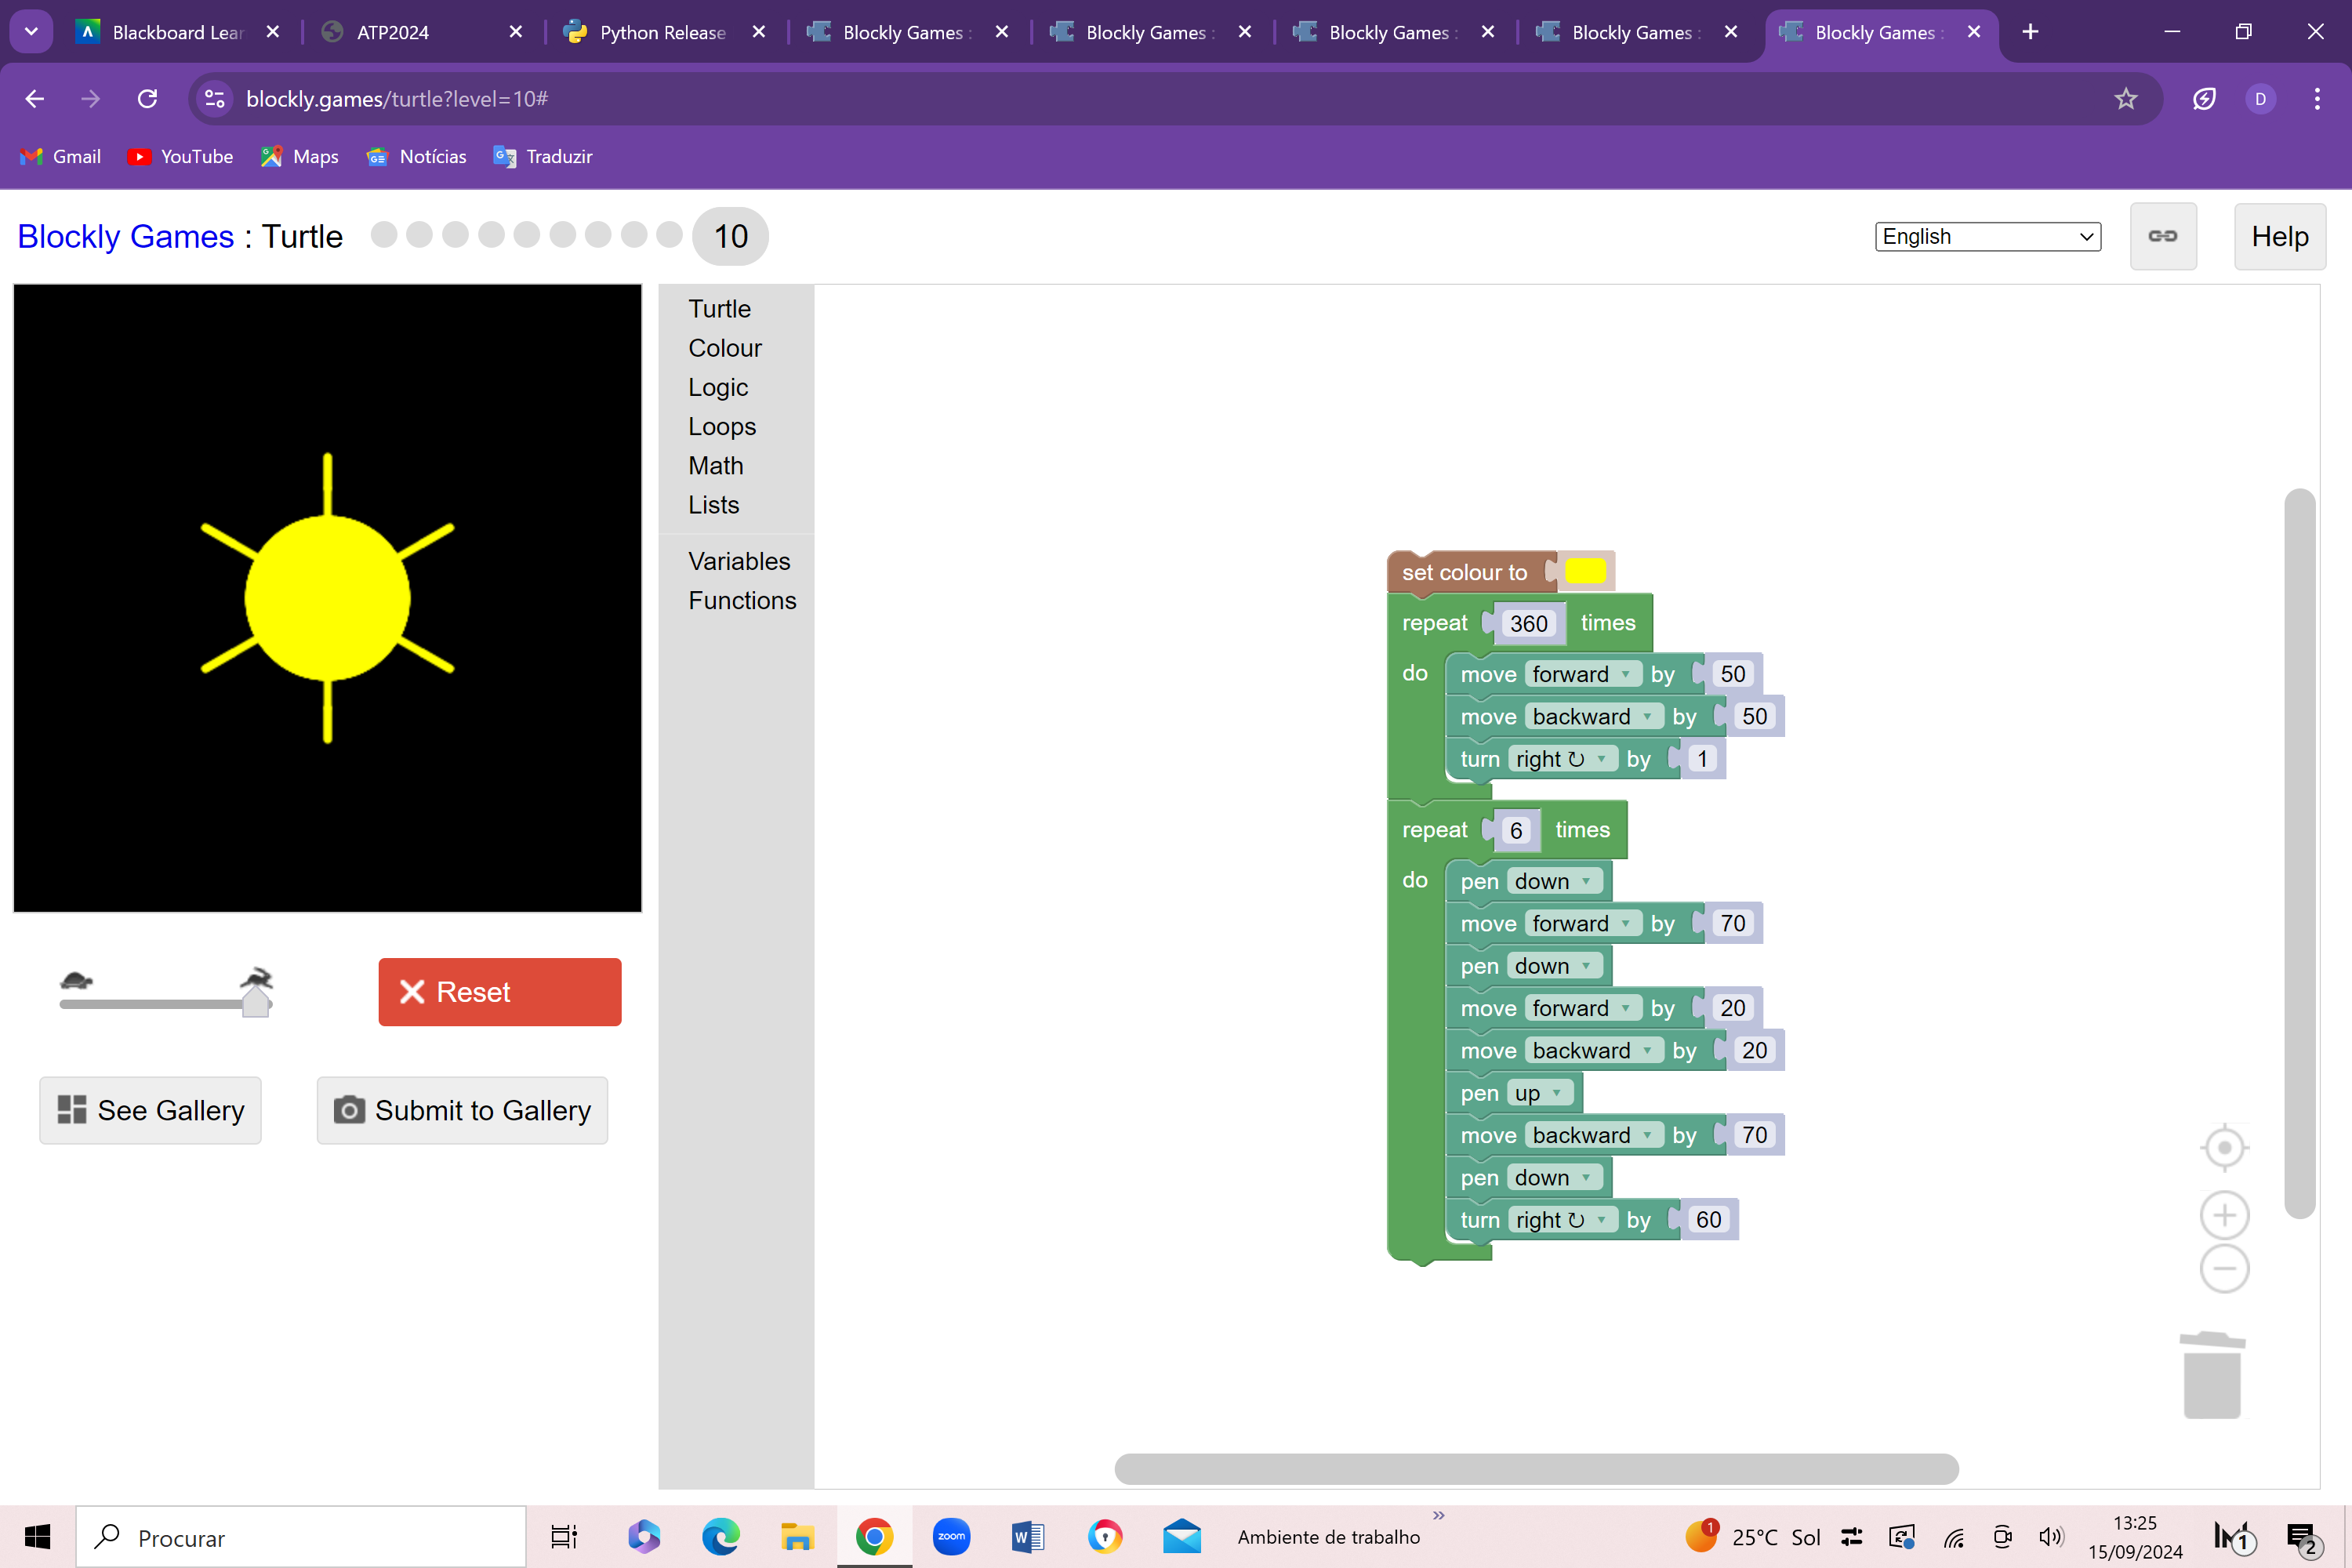 Blackboard Lear
ATP2024
Python Release
Blockly Games :
Blockly Games :
Blockly Games :
Blockly Games :
Blockly Games :
blockly.games/turtle?level=10#
D
Gmail
YouTube
Maps
Notícias
Traduzir
Blockly Games : Turtle
10
English
Help
Turtle
Colour
Logic
Loops
Math
Lists
Variables
Functions
set colour to
repeat 360 times
do move forward by 50
move backward by 50
turn right ↻ by 1
repeat 6 times
do pen down
move forward by 70
pen down
move forward by 20
move backward by 20
pen up
move backward by 70
pen down
turn right ↻ by 60
Reset
See Gallery
Submit to Gallery
Procurar
zoom
Ambiente de trabalho
1
25°C Sol
13:25
15/09/2024
1
2